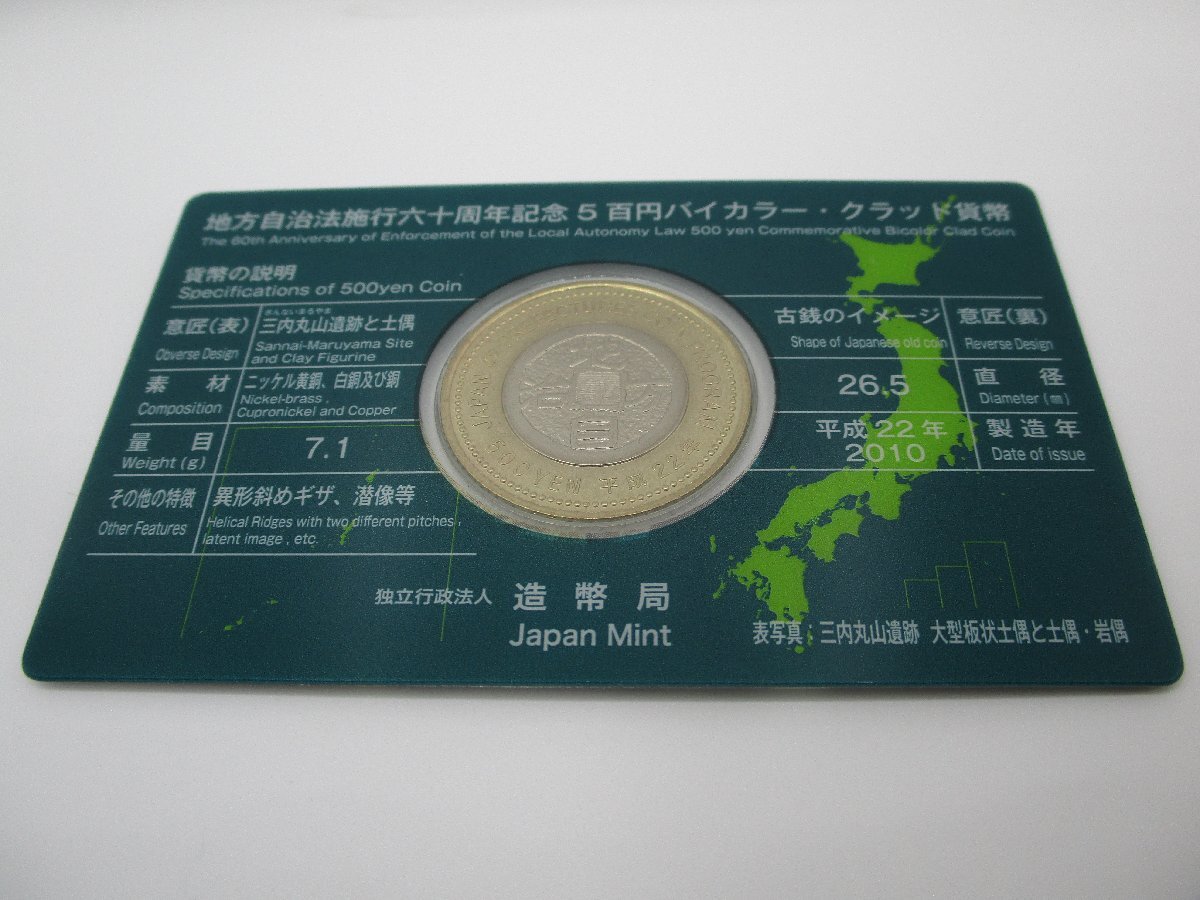 地方自治法施行六十周年記念5百円バイカラー・クラッド貨幣
The 60th Anniversary of Enforcement of the Local Autonomy Law 500 yen Commemorative Bicolor Clad Coin
貨幣の説明
Specifications of 500yen Coin
意匠(表)
Obverse Design
さんないまるやま
三内丸山遺跡と土偶
Sannai-Maruyama Site
and Clay Figurine
素材
Composition
ニッケル黄銅、白銅及び銅
Nickel-brass,
Cupronickel and Copper
量目
Weight (g)
7.1
その他の特徴
Other Features
異形斜めギザ、潜像等
Helical Ridges with two different pitches,
latent image, etc.
古銭のイメージ
Shape of Japanese old coin
意匠(裏)
Reverse Design
26.5
直径
Diameter (㎜)
平成22年
2010
製造年
Date of issue
JAPAN
500 YEN 平成22年
独立行政法人 造幣局
Japan Mint
表写真:三内丸山遺跡 大型板状土偶と土偶・岩偶